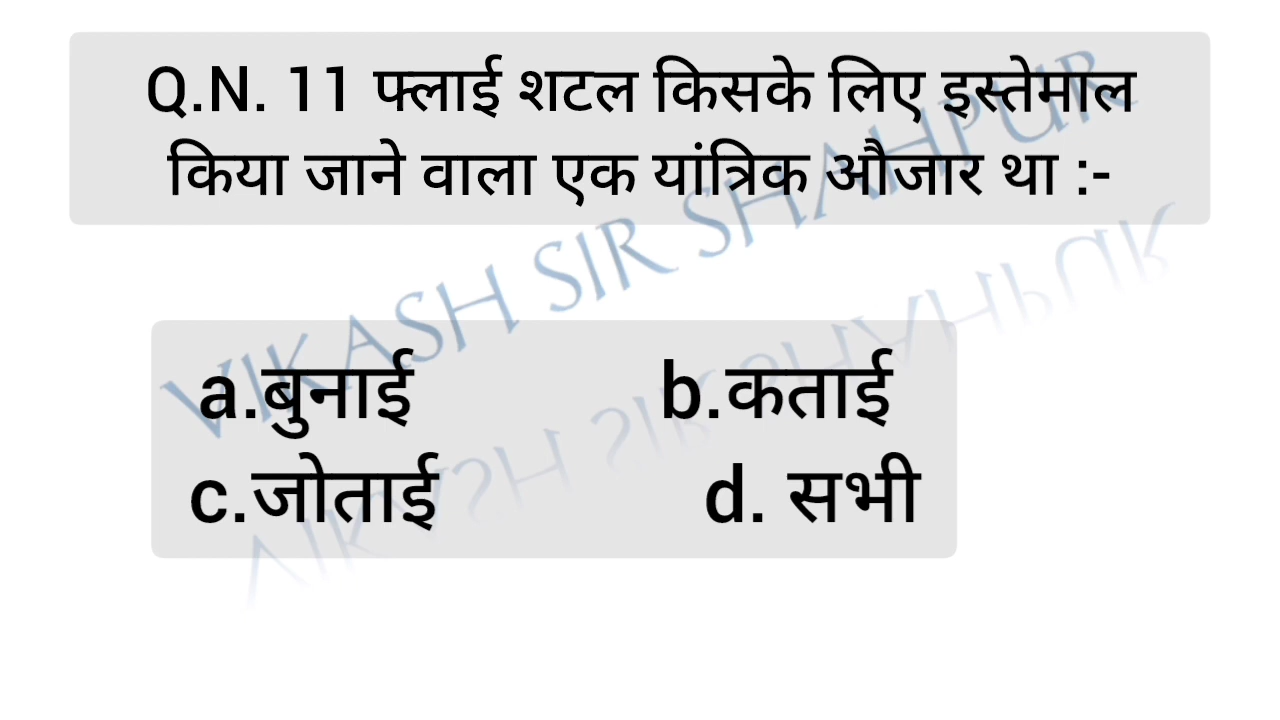 Q.N. 11 फ्लाई शटल किसके लिए इस्तेमाल
किया जाने वाला एक यांत्रिक औजार था :-
VIKASH SIR SHAHPUR
a.बुनाई b.कताई
c.जोताई d. सभी